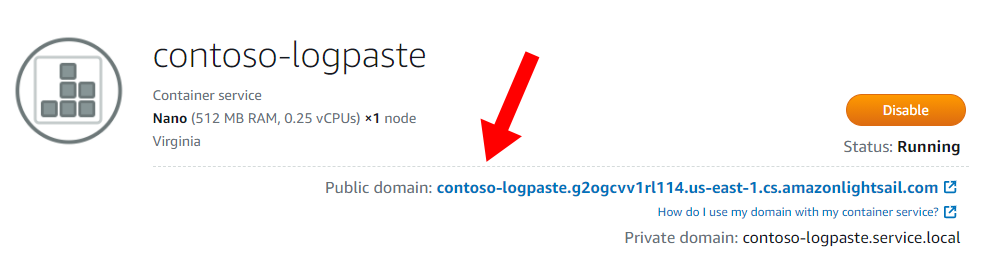 contoso-logpaste
Container service
Nano (512 MB RAM, 0.25 vCPUs) ×1 node
Virginia
Disable
Status: Running
Public domain: contoso-logpaste.g2ogcvv1rl114.us-east-1.cs.amazonlightsail.com
How do I use my domain with my container service?
Private domain: contoso-logpaste.service.local